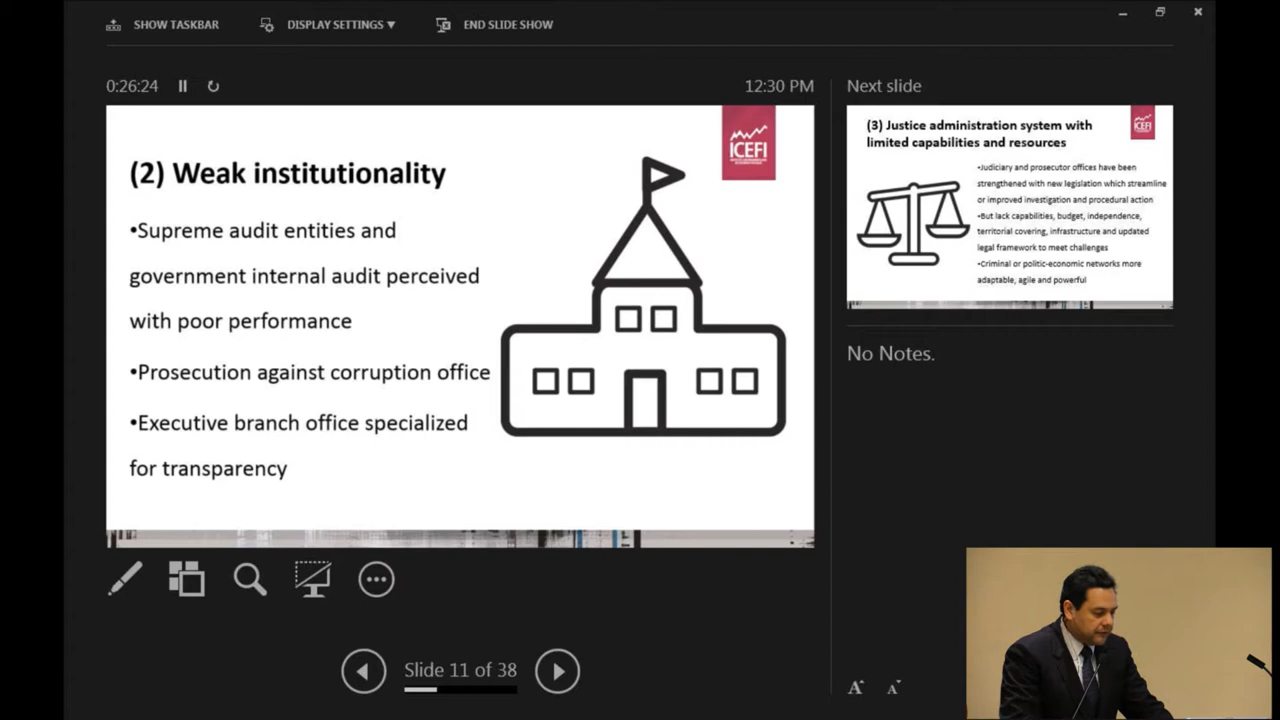 SHOW TASKBAR
DISPLAY SETTINGS ▼
END SLIDE SHOW
0:26:24
12:30 PM
Next slide
ICEFI
(2) Weak institutionality
•Supreme audit entities and
government internal audit perceived
with poor performance
•Prosecution against corruption office
•Executive branch office specialized
for transparency
(3) Justice administration system with
limited capabilities and resources
ICEFI
•Judiciary and prosecutor offices have been
strengthened with new legislation which streamline
or improved investigation and procedural action
•But lack capabilities, budget, independence,
territorial covering, infrastructure and updated
legal framework to meet challenges
•Criminal or politic-economic networks more
adaptable, agile and powerful
No Notes.
Slide 11 of 38
A A